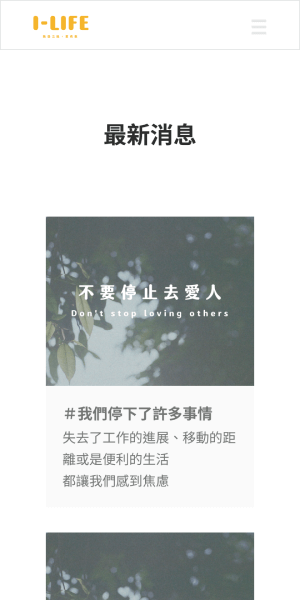 I-LIFE
最新消息
不要停止去愛人
Don't stop loving others
＃我們停下了許多事情
失去了工作的進展、移動的距
離或是便利的生活
都讓我們感到焦慮